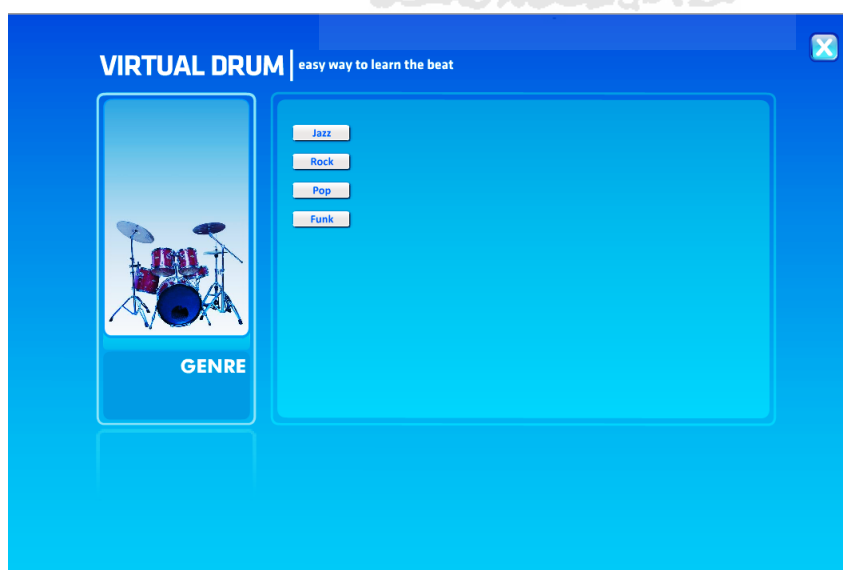 VIRTUAL DRUM | easy way to learn the beat
Jazz
Rock
Pop
Funk
GENRE
X